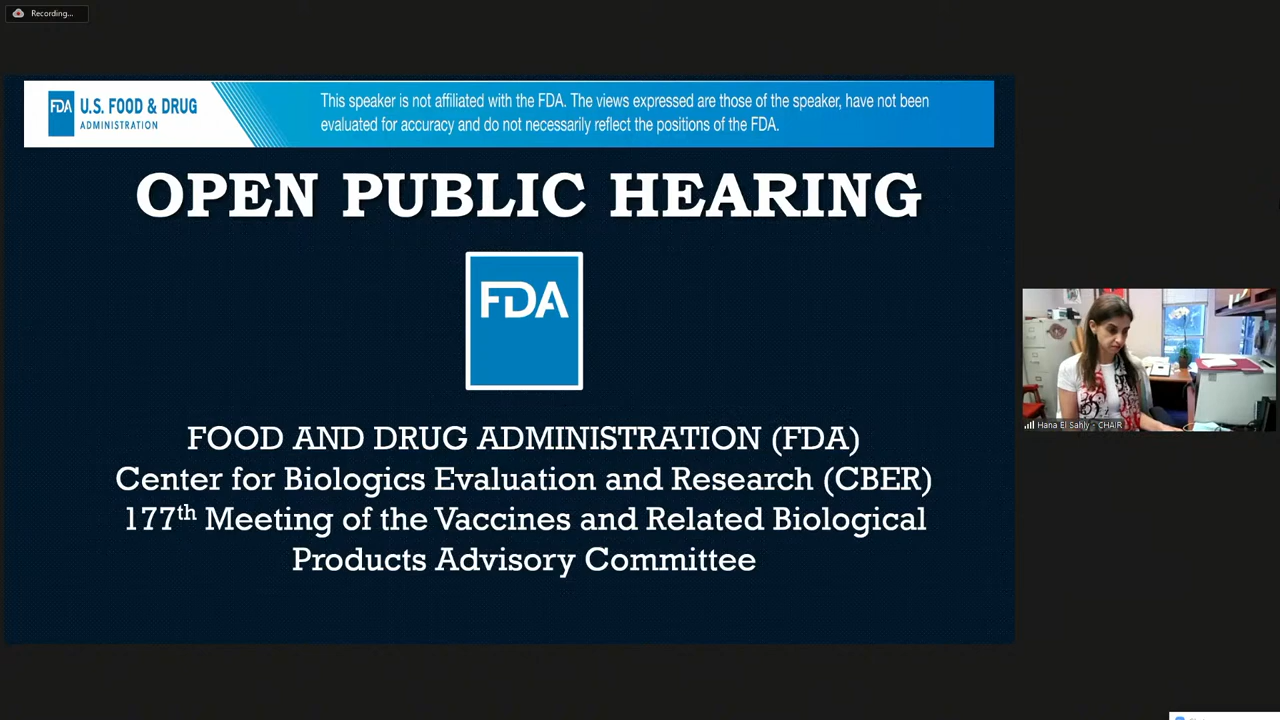 Recording...
FDA U.S. FOOD & DRUG
ADMINISTRATION
This speaker is not affiliated with the FDA. The views expressed are those of the speaker, have not been
evaluated for accuracy and do not necessarily reflect the positions of the FDA.
OPEN PUBLIC HEARING
FDA
FOOD AND DRUG ADMINISTRATION (FDA)
Center for Biologics Evaluation and Research (CBER)
177th Meeting of the Vaccines and Related Biological
Products Advisory Committee
Hana El Sahly - CHAIR